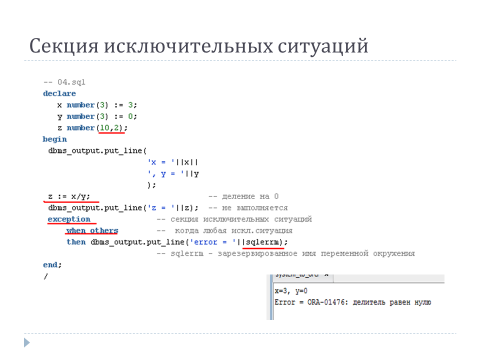 Секция исключительных ситуаций
-- 04.sql
declare
x number(3) := 3;
y number(3) := 0;
z number(10,2);
begin
dbms_output.put_line(
'x = '||x||
', y = '||y
);
z := x/y; -- деление на 0
dbms_output.put_line('z = '||z); -- не выполняется
exception -- секция исключительных ситуаций
when others -- когда любая искл.ситуация
then dbms_output.put_line('error = '||sqlerrm);
-- sqlerrm - зарезервированное имя переменной окружения
end;
/
x=3, y=0
Error = ORA-01476: делитель равен нулю